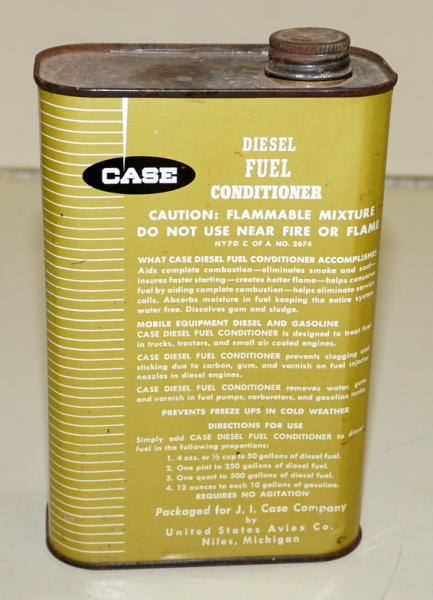 CASE
DIESEL
FUEL
CONDITIONER
CAUTION: FLAMMABLE MIXTURE
DO NOT USE NEAR FIRE OR FLAME
NYFD C OF A NO. 2674
WHAT CASE DIESEL FUEL CONDITIONER ACCOMPLISHES
Aids complete combustion—eliminates smoke and soot—
insures faster starting—creates hotter flame—helps conserve
fuel by aiding complete combustion—helps eliminate service
calls. Absorbs moisture in fuel keeping the entire system
water free. Dissolves gum and sludge.
MOBILE EQUIPMENT DIESEL AND GASOLINE
CASE DIESEL FUEL CONDITIONER is designed to treat fuel
in trucks, tractors, and small air cooled engines.
CASE DIESEL FUEL CONDITIONER prevents clogging and
sticking due to carbon, gum, and varnish on fuel injector
nozzles in diesel engines.
CASE DIESEL FUEL CONDITIONER removes water, gum,
and varnish in fuel pumps, carburetors, and gasoline tanks.
PREVENTS FREEZE UPS IN COLD WEATHER
DIRECTIONS FOR USE
Simply add CASE DIESEL FUEL CONDITIONER to diesel
fuel in the following proportions:
1. 4 ozs. or ½ cup to 50 gallons of diesel fuel.
2. One pint to 250 gallons of diesel fuel.
3. One quart to 500 gallons of diesel fuel.
4. 12 ounces to each 10 gallons of gasoline.
REQUIRES NO AGITATION
Packaged for J. I. Case Company
by
United States Aviex Co.
Niles, Michigan